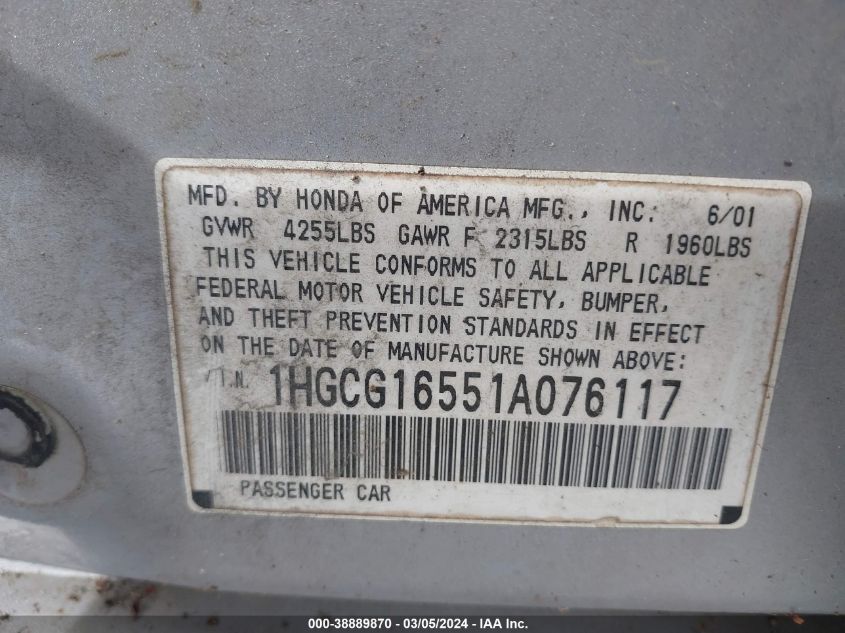 MFD. BY HONDA OF AMERICA MFG., INC: 6/01
GVWR 4255LBS GAWR F 2315LBS R 1960LBS
THIS VEHICLE CONFORMS TO ALL APPLICABLE
FEDERAL MOTOR VEHICLE SAFETY, BUMPER,
AND THEFT PREVENTION STANDARDS IN EFFECT
ON THE DATE OF MANUFACTURE SHOWN ABOVE:
V.I.N. 1HGCG16551A076117
PASSENGER CAR
000-38889870 — 03/05/2024 — IAA Inc.